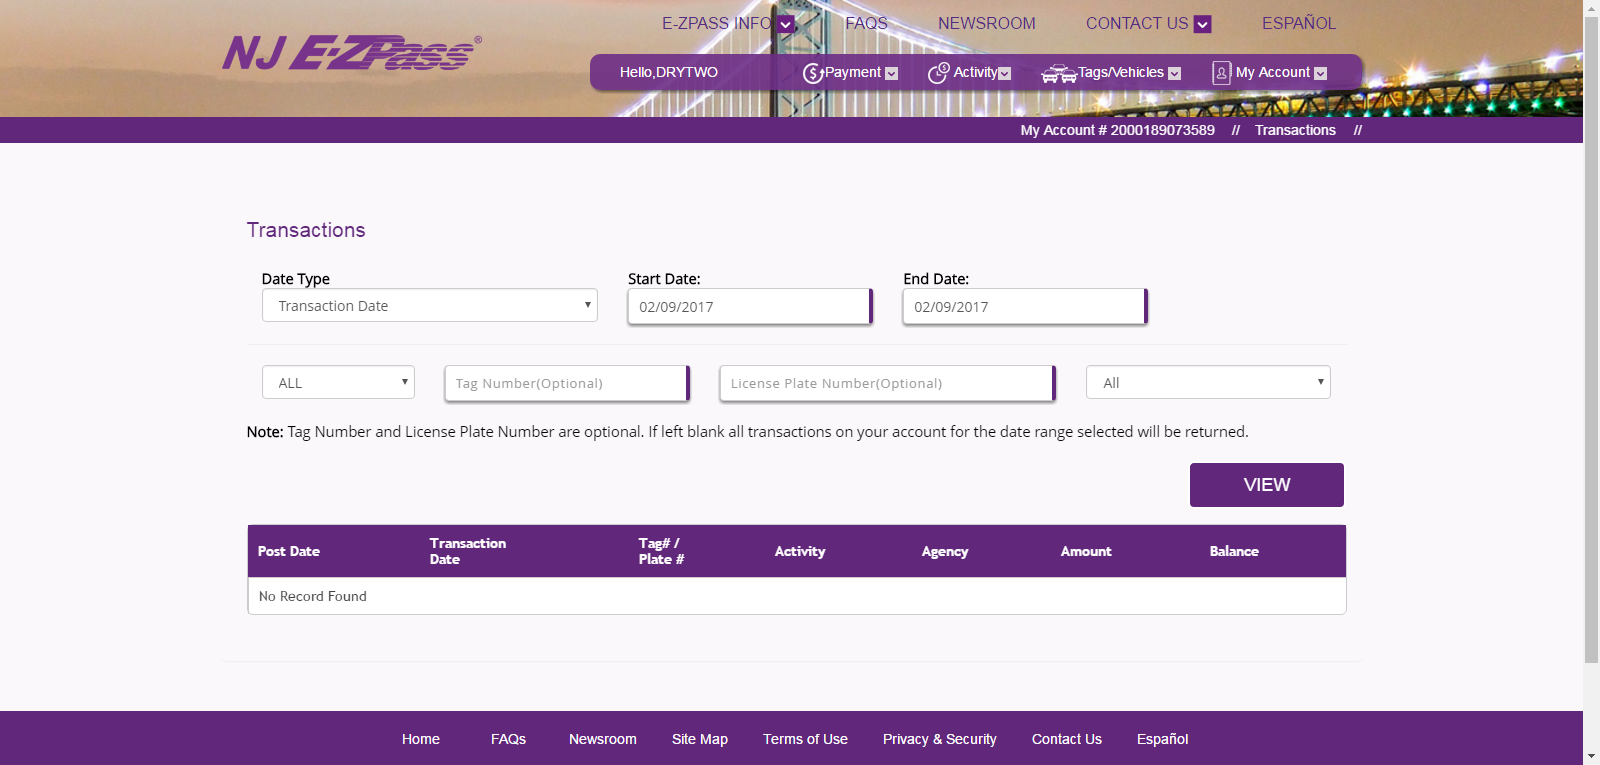 E-ZPASS INFO FAQS NEWSROOM CONTACT US ESPAÑOL
NJ E-ZPass®
Hello,DRYTWO Payment Activity Tags/Vehicles My Account
My Account # 2000189073589 // Transactions //
Transactions
Date Type Start Date: End Date:
Transaction Date 02/09/2017 02/09/2017
ALL Tag Number(Optional) License Plate Number(Optional) All
Note: Tag Number and License Plate Number are optional. If left blank all transactions on your account for the date range selected will be returned.
VIEW
Post Date Transaction Date Tag# / Plate # Activity Agency Amount Balance
No Record Found
Home FAQs Newsroom Site Map Terms of Use Privacy & Security Contact Us Español